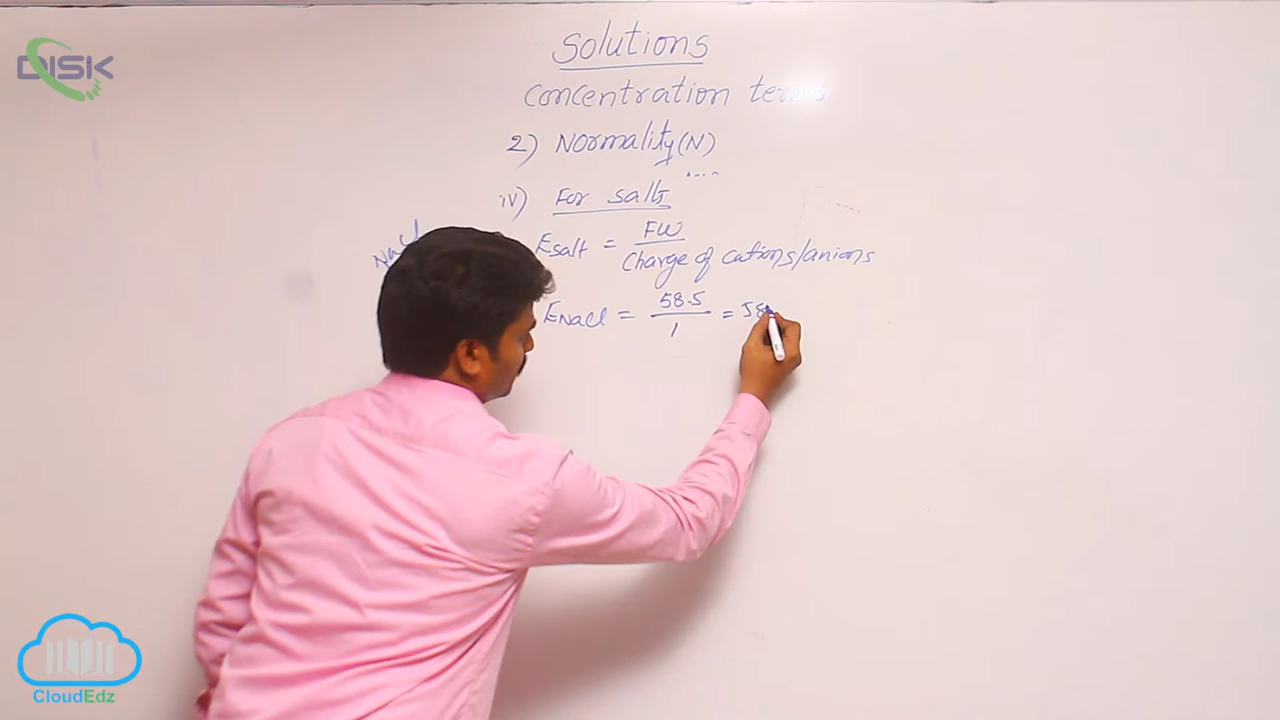 DISK
Solutions
Concentration terms
2) Normality (N)
iv) For salts
NaCl
Esalt = FW / Charge of cations/anions
ENaCl = 58.5 / 1 = 58
CloudEdz